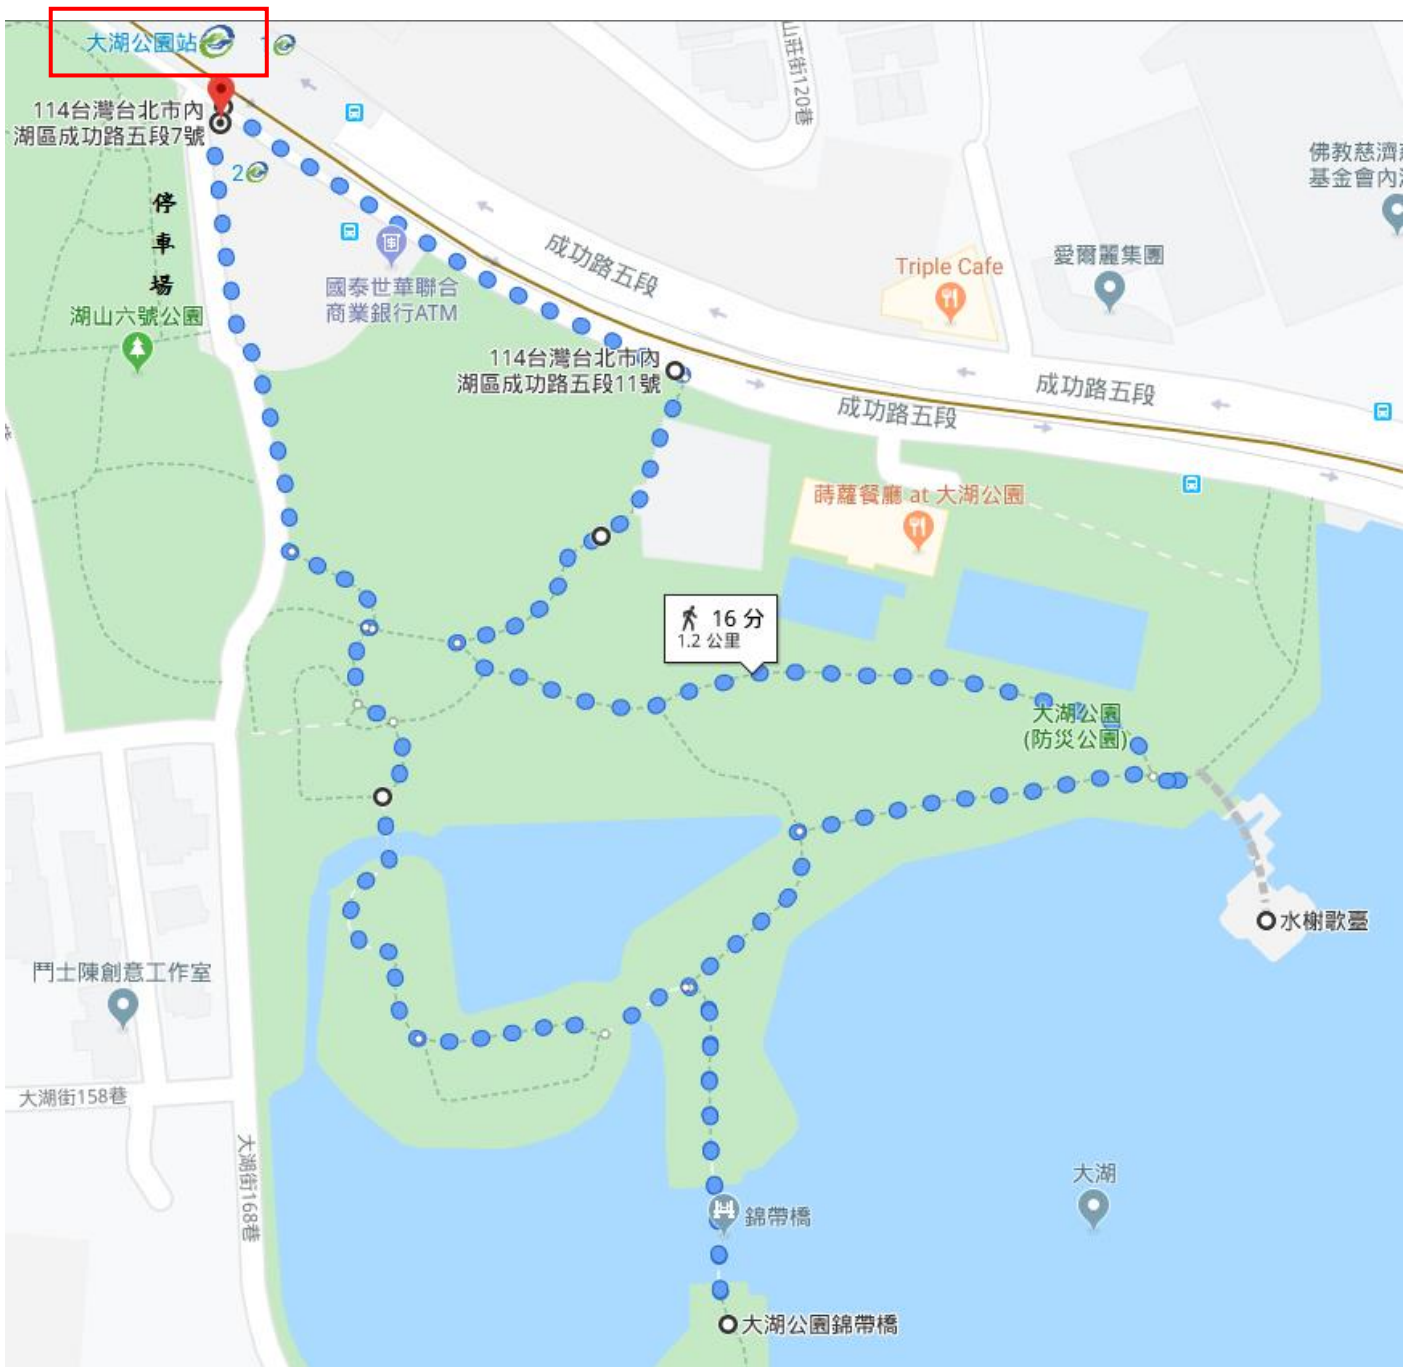 大湖公園站
1
114台灣台北市內
湖區成功路五段7號
2
停
車
場
湖山六號公園
國泰世華聯合
商業銀行ATM
山莊街120巷
成功路五段
Triple Cafe
愛爾麗集團
佛教慈濟
基金會內
114台灣台北市內
湖區成功路五段11號
成功路五段
成功路五段
蒔蘿餐廳 at 大湖公園
16 分
1.2 公里
大湖公園
(防災公園)
水榭歌臺
鬥士陳創意工作室
大湖街158巷
大湖街168巷
大湖
錦帶橋
大湖公園錦帶橋